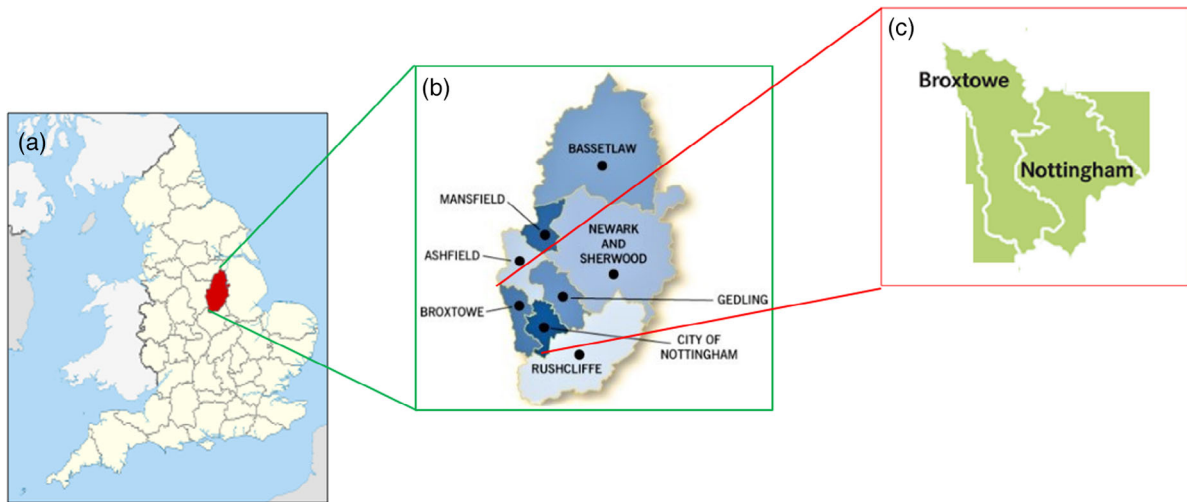 (a)
(b)
BASSETLAW
MANSFIELD
NEWARK
AND
SHERWOOD
ASHFIELD
GEDLING
BROXTOWE
CITY OF
NOTTINGHAM
RUSHCLIFFE
(c)
Broxtowe
Nottingham